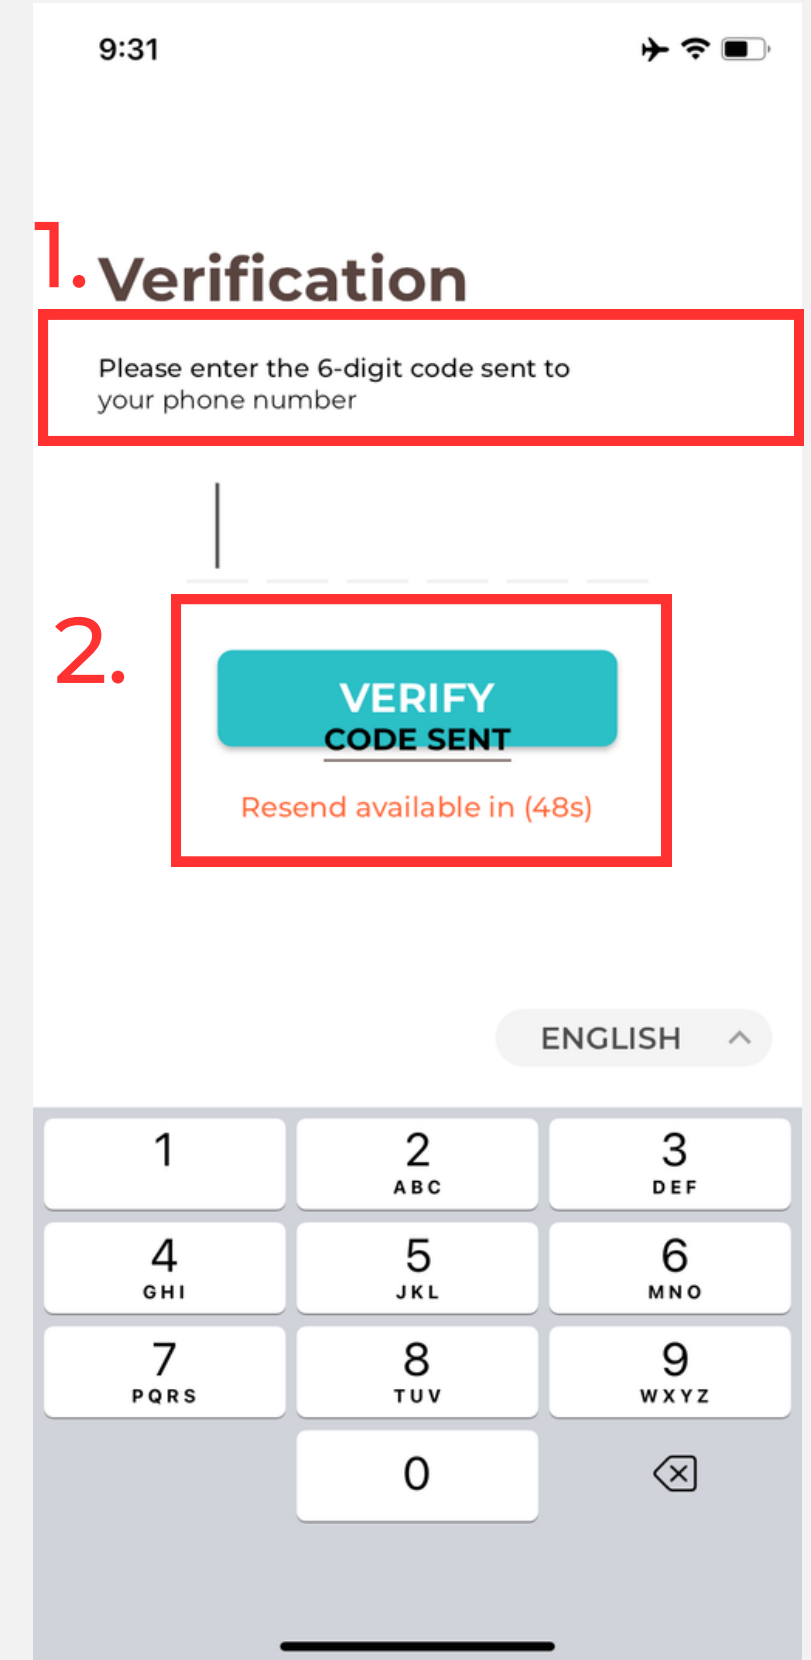 9:31
1.
Verification
Please enter the 6-digit code sent to
your phone number
2.
VERIFY
CODE SENT
Resend available in (48s)
ENGLISH
1
2
ABC
3
DEF
4
GHI
5
JKL
6
MNO
7
PQRS
8
TUV
9
WXYZ
0